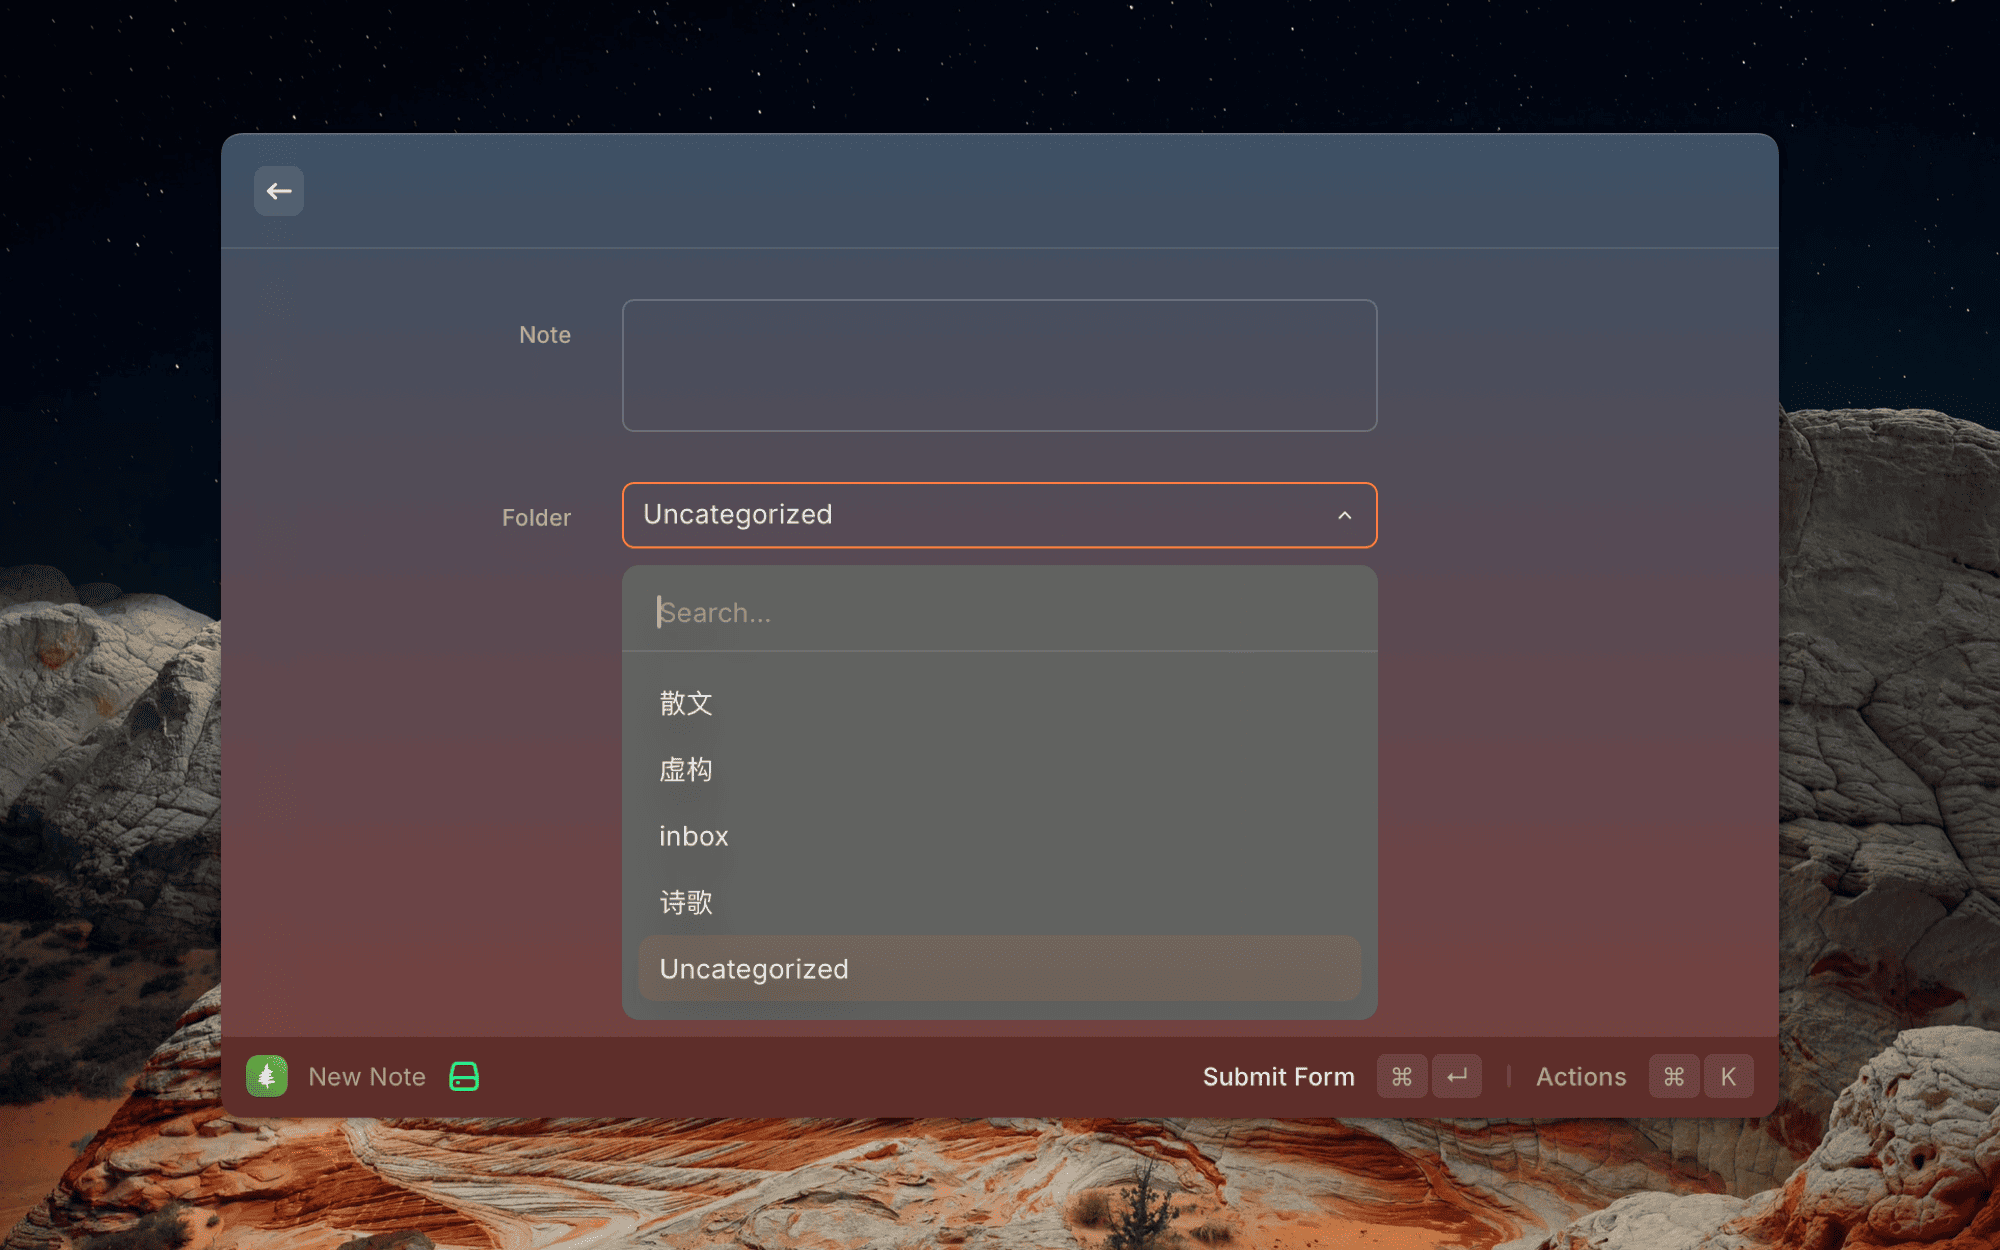 Note
Folder
Uncategorized
Search...
散文
虚构
inbox
诗歌
Uncategorized
New Note
Submit Form ⌘ ↵ | Actions ⌘ K